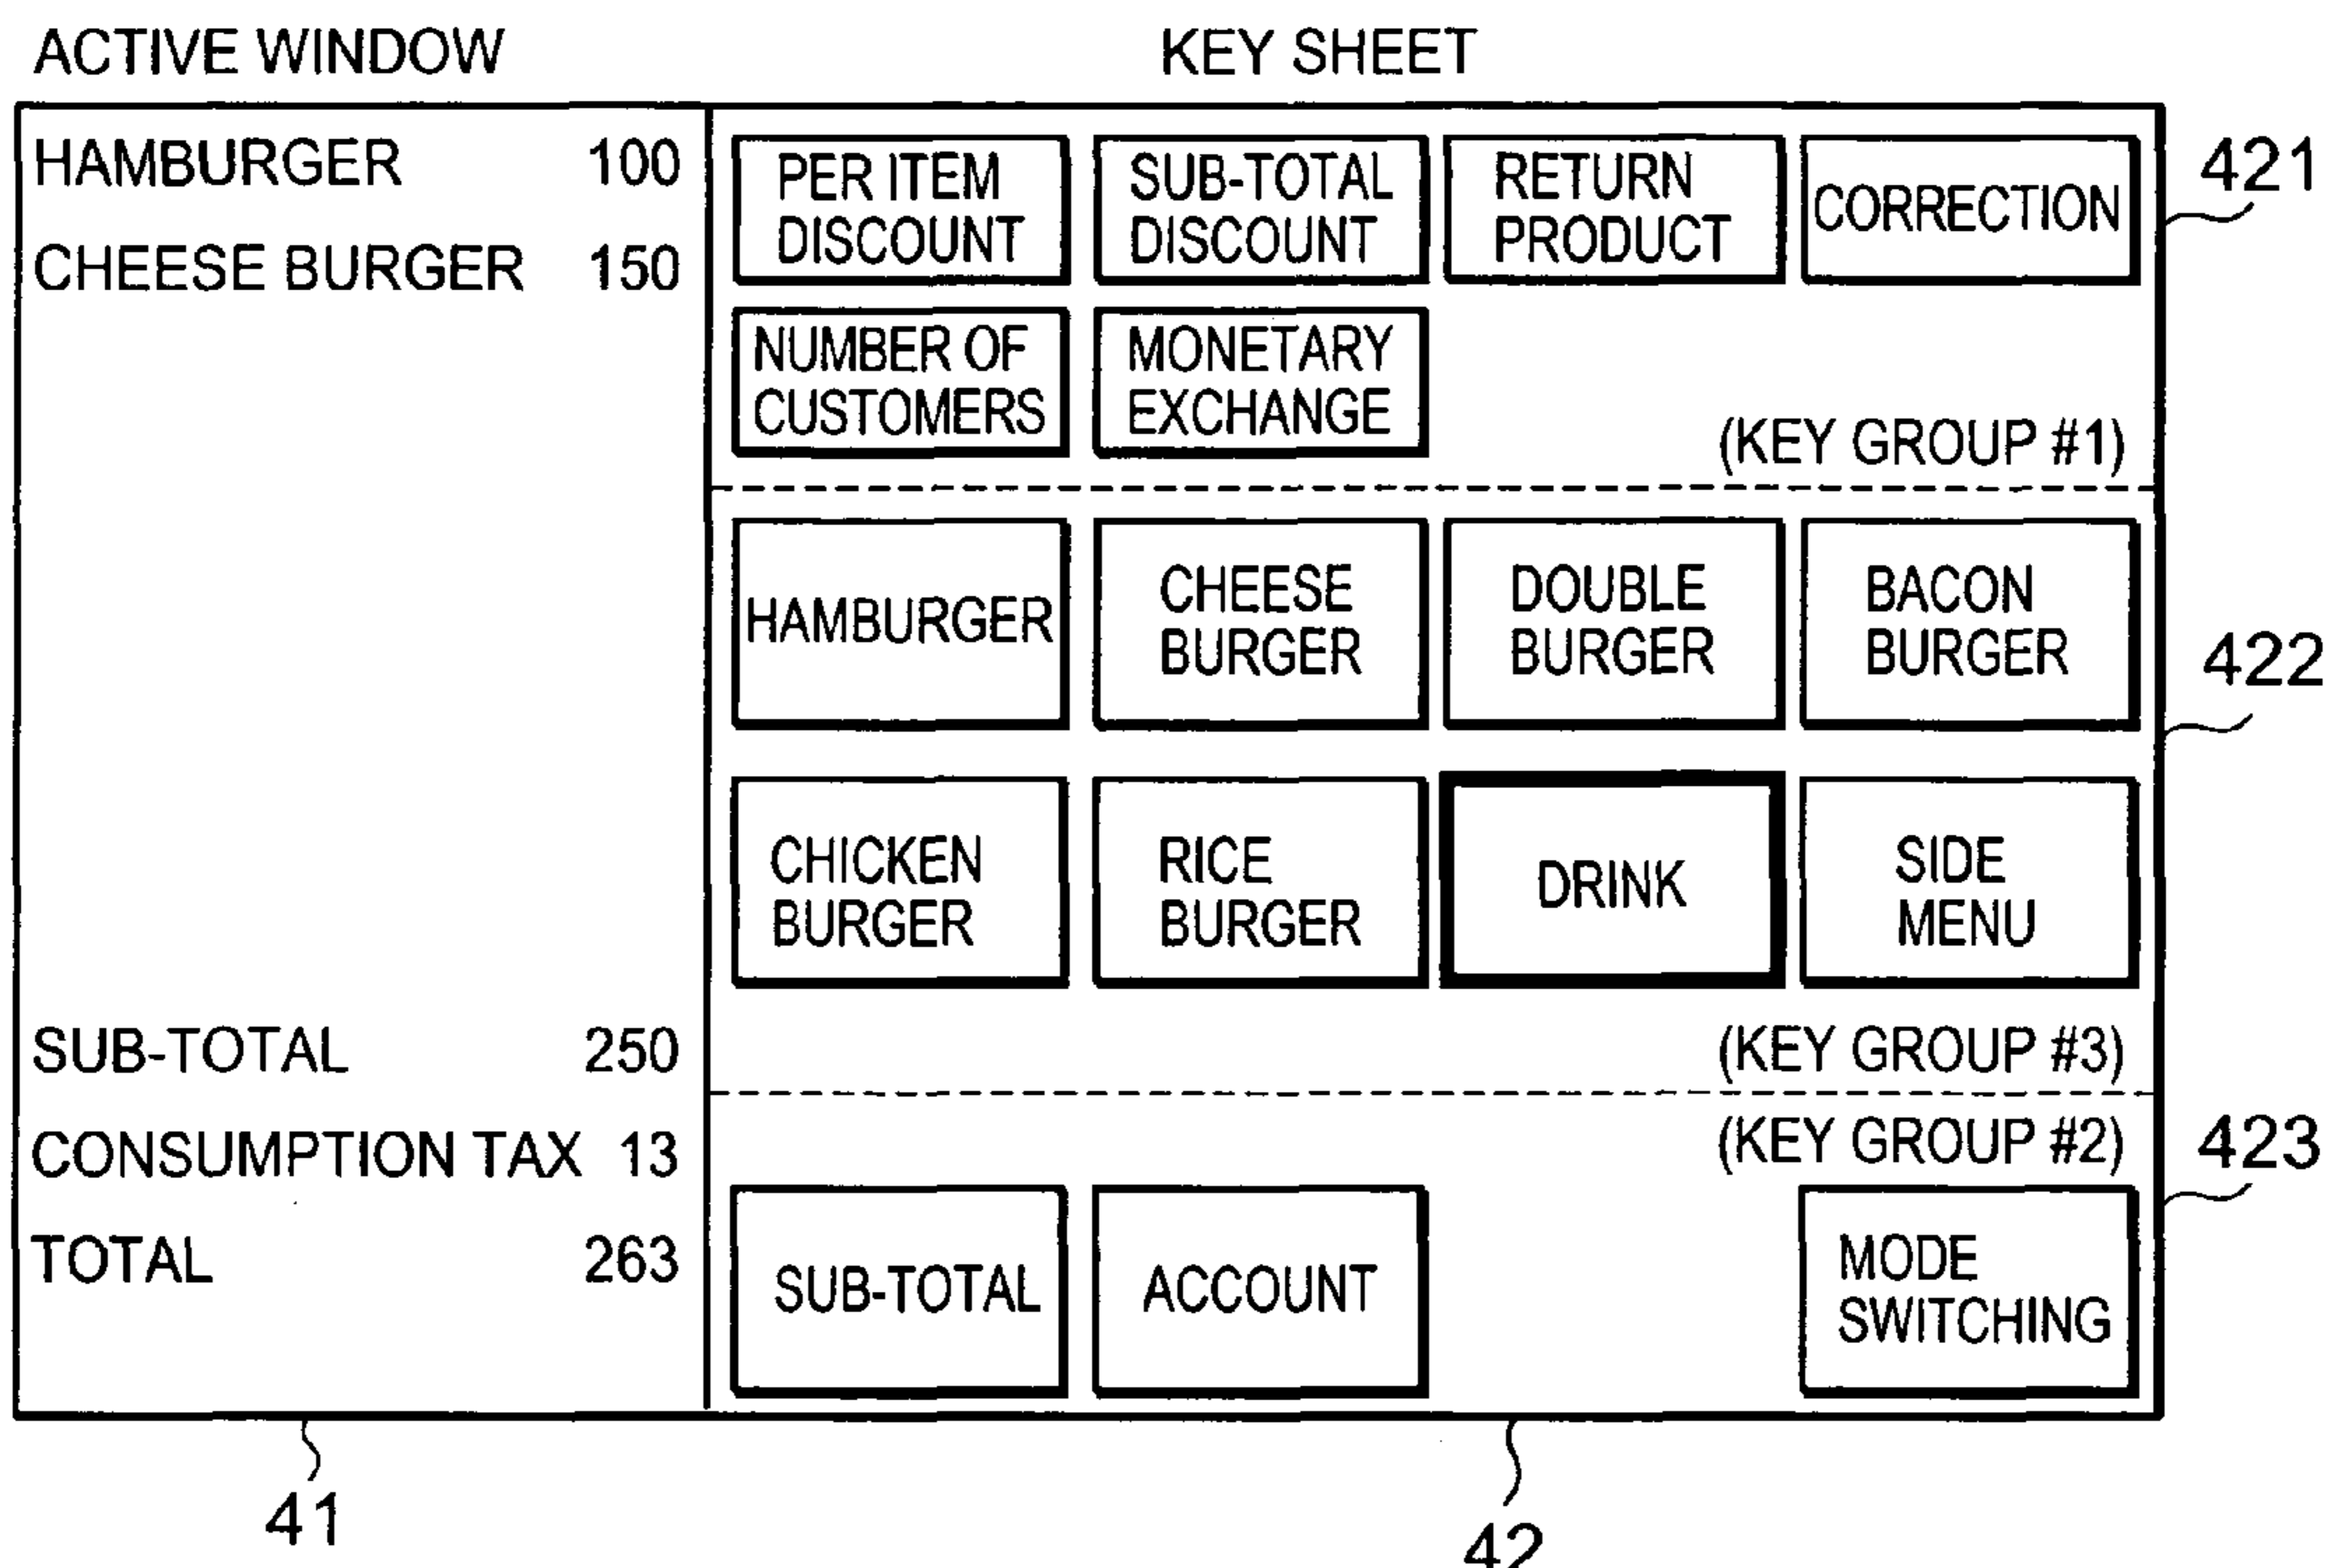 ACTIVE WINDOW
KEY SHEET
HAMBURGER 100
CHEESE BURGER 150
SUB-TOTAL 250
CONSUMPTION TAX 13
TOTAL 263
PER ITEM
DISCOUNT
SUB-TOTAL
DISCOUNT
RETURN
PRODUCT
CORRECTION
NUMBER OF
CUSTOMERS
MONETARY
EXCHANGE
(KEY GROUP #1)
421
HAMBURGER
CHEESE
BURGER
DOUBLE
BURGER
BACON
BURGER
422
CHICKEN
BURGER
RICE
BURGER
DRINK
SIDE
MENU
(KEY GROUP #3)
(KEY GROUP #2)
423
SUB-TOTAL
ACCOUNT
MODE
SWITCHING
41
42